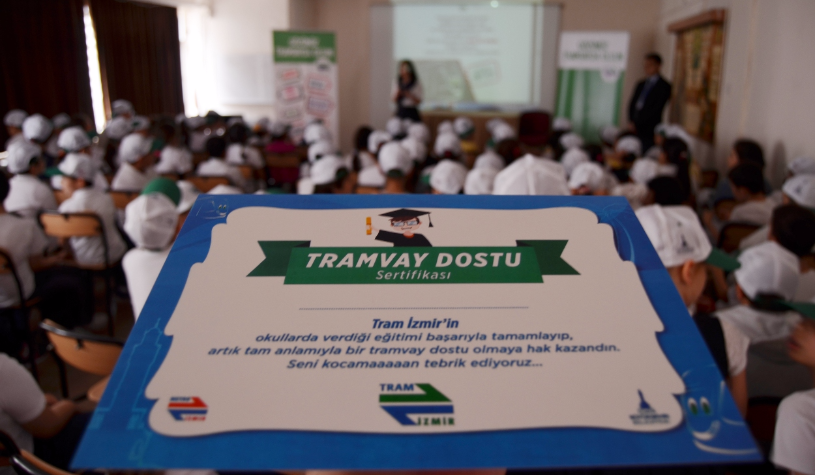 TRAMVAY DOSTU
Sertifikası
Tram İzmir'in
okullarda verdiği eğitimi başarıyla tamamlayıp,
artık tam anlamıyla bir tramvay dostu olmaya hak kazandın.
Seni kocamaaaaan tebrik ediyoruz...
TRAM
İZMİR